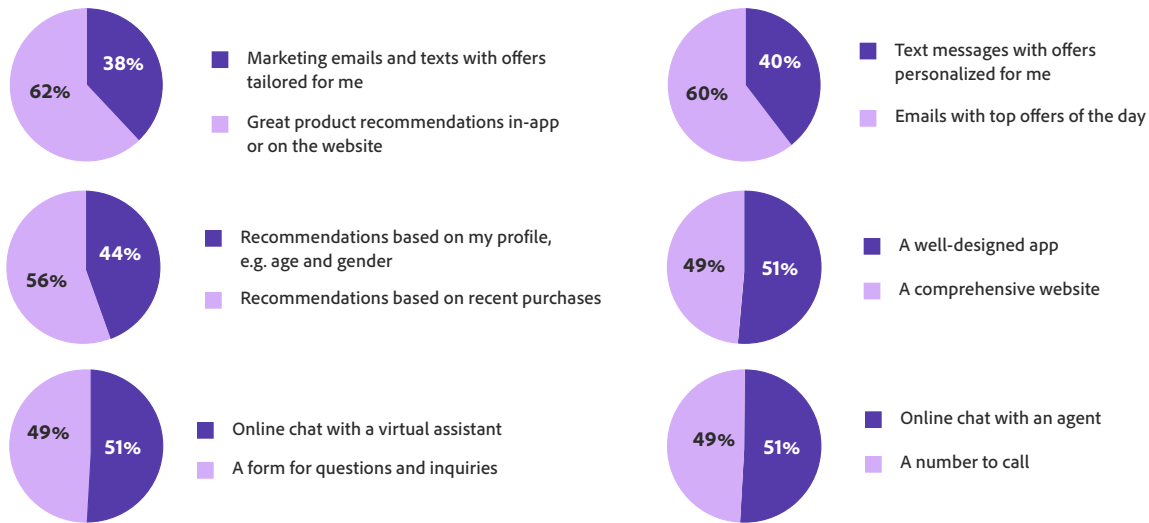 38%
62%
Marketing emails and texts with offers
tailored for me
Great product recommendations in-app
or on the website
40%
60%
Text messages with offers
personalized for me
Emails with top offers of the day
44%
56%
Recommendations based on my profile,
e.g. age and gender
Recommendations based on recent purchases
49%
51%
A well-designed app
A comprehensive website
49%
51%
Online chat with a virtual assistant
A form for questions and inquiries
49%
51%
Online chat with an agent
A number to call